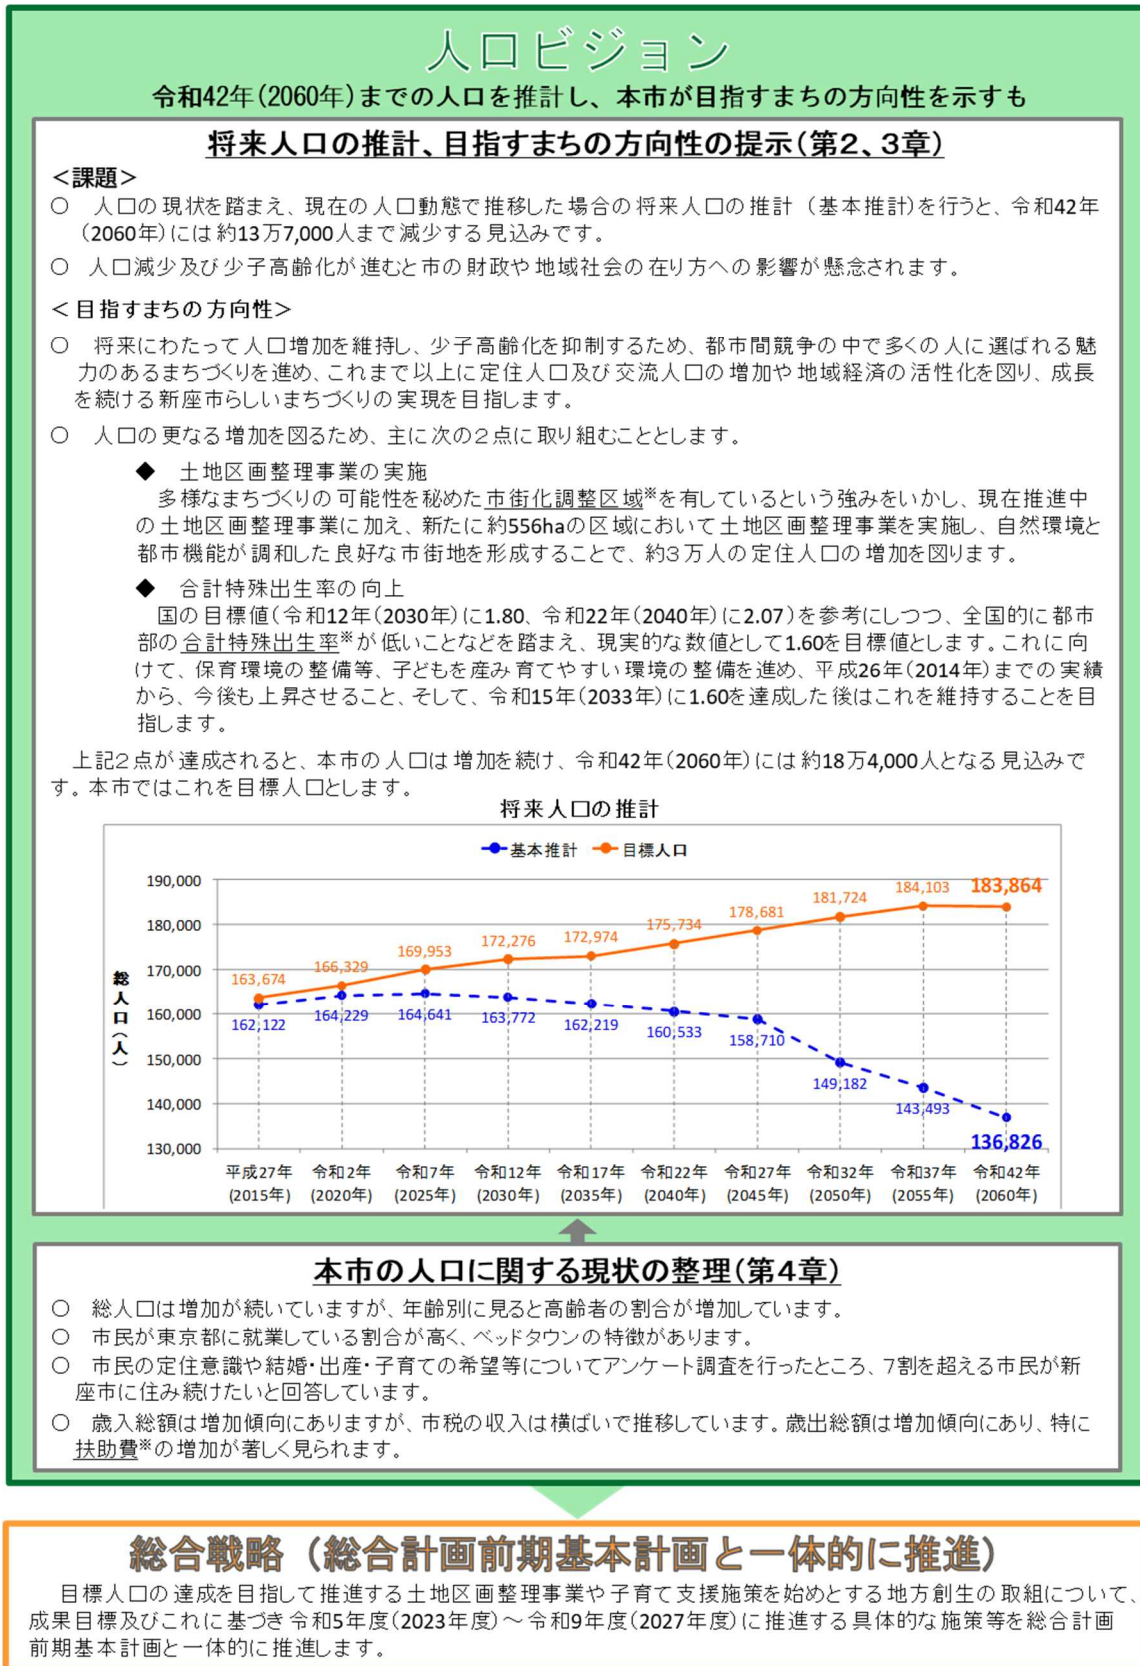 人口ビジョン
令和42年(2060年)までの人口を推計し、本市が目指すまちの方向性を示すも
将来人口の推計、目指すまちの方向性の提示(第2、3章)
＜課題＞
○　人口の現状を踏まえ、現在の人口動態で推移した場合の将来人口の推計（基本推計)を行うと、令和42年
(2060年)には約13万7,000人まで減少する見込みです。
○　人口減少及び少子高齢化が進むと市の財政や地域社会の在り方への影響が懸念されます。
＜目指すまちの方向性＞
○　将来にわたって人口増加を維持し、少子高齢化を抑制するため、都市間競争の中で多くの人に選ばれる魅
力のあるまちづくりを進め、これまで以上に定住人口及び交流人口の増加や地域経済の活性化を図り、成長
を続ける新座市らしいまちづくりの実現を目指します。
○　人口の更なる増加を図るため、主に次の２点に取り組むこととします。
◆　土地区画整理事業の実施
多様なまちづくりの可能性を秘めた市街化調整区域※を有しているという強みをいかし、現在推進中
の土地区画整理事業に加え、新たに約556haの区域において土地区画整理事業を実施し、自然環境と
都市機能が調和した良好な市街地を形成することで、約３万人の定住人口の増加を図ります。
◆　合計特殊出生率の向上
国の目標値(令和12年(2030年)に1.80、令和22年(2040年)に2.07)を参考にしつつ、全国的に都市
部の合計特殊出生率※が低いことなどを踏まえ、現実的な数値として1.60を目標値とします。これに向
けて、保育環境の整備等、子どもを産み育てやすい環境の整備を進め、平成26年(2014年)までの実績
から、今後も上昇させること、そして、令和15年(2033年)に1.60を達成した後はこれを維持することを目
指します。
上記２点が達成されると、本市の人口は増加を続け、令和42年(2060年)には約18万4,000人となる見込みで
す。本市ではこれを目標人口とします。
将来人口の推計
基本推計 目標人口
190,000
180,000
170,000
160,000
150,000
140,000
130,000
総人口(人)
163,674 166,329 169,953 172,276 172,974 175,734 178,681 181,724 184,103 183,864
162,122 164,229 164,641 163,772 162,219 160,533 158,710 149,182 143,493 136,826
平成27年 令和2年 令和7年 令和12年 令和17年 令和22年 令和27年 令和32年 令和37年 令和42年
(2015年) (2020年) (2025年) (2030年) (2035年) (2040年) (2045年) (2050年) (2055年) (2060年)
本市の人口に関する現状の整理(第４章)
○　総人口は増加が続いていますが、年齢別に見ると高齢者の割合が増加しています。
○　市民が東京都に就業している割合が高く、ベッドタウンの特徴があります。
○　市民の定住意識や結婚・出産・子育ての希望等についてアンケート調査を行ったところ、７割を超える市民が新
座市に住み続けたいと回答しています。
○　歳入総額は増加傾向にありますが、市税の収入は横ばいで推移しています。歳出総額は増加傾向にあり、特に
扶助費※の増加が著しく見られます。
総合戦略（総合計画前期基本計画と一体的に推進）
目標人口の達成を目指して推進する土地区画整理事業や子育て支援施策を始めとする地方創生の取組について、
成果目標及びこれに基づき令和5年度(2023年度)～令和9年度(2027年度)に推進する具体的な施策等を総合計画
前期基本計画と一体的に推進します。